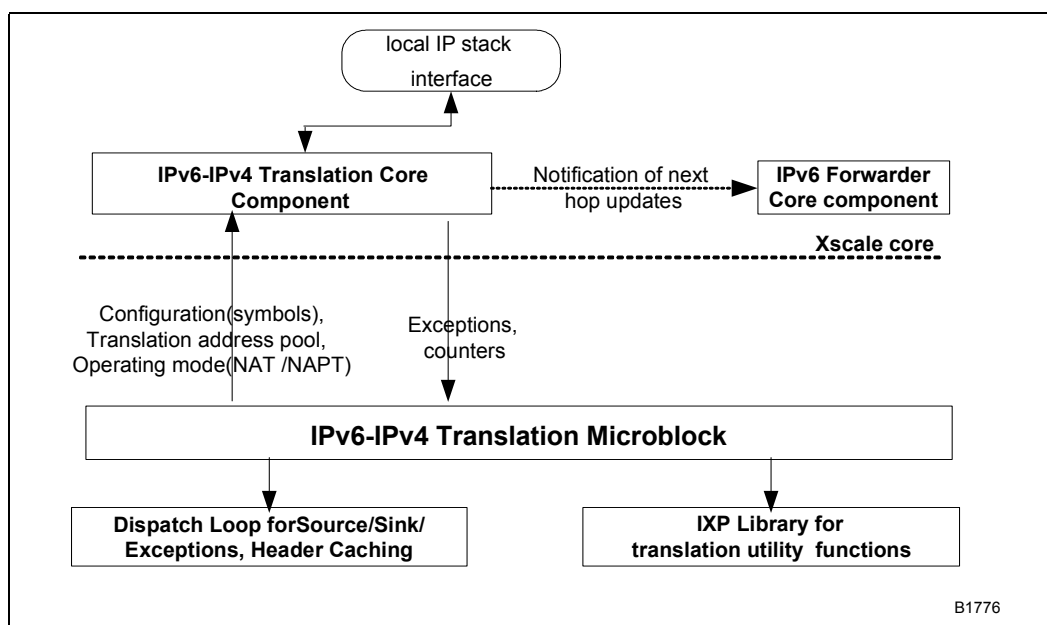 local IP stack
interface
IPv6-IPv4 Translation Core
Component
Notification of next
hop updates
IPv6 Forwarder
Core component
Xscale core
Configuration(symbols),
Translation address pool,
Operating mode(NAT /NAPT)
Exceptions,
counters
IPv6-IPv4 Translation Microblock
Dispatch Loop forSource/Sink/
Exceptions, Header Caching
IXP Library for
translation utility functions
B1776